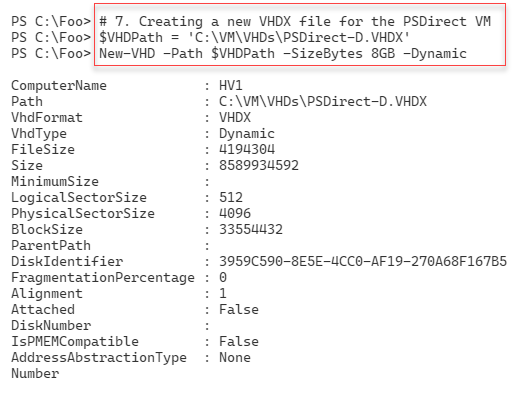 PS C:\Foo> # 7. Creating a new VHDX file for the PSDirect VM
PS C:\Foo> $VHDPath = 'C:\VM\VHDs\PSDirect-D.VHDX'
PS C:\Foo> New-VHD -Path $VHDPath -SizeBytes 8GB -Dynamic
ComputerName : HV1
Path : C:\VM\VHDs\PSDirect-D.VHDX
VhdFormat : VHDX
VhdType : Dynamic
FileSize : 4194304
Size : 8589934592
MinimumSize :
LogicalSectorSize : 512
PhysicalSectorSize : 4096
BlockSize : 33554432
ParentPath :
DiskIdentifier : 3959C590-8E5E-4CC0-AF19-270A68F167B5
FragmentationPercentage : 0
Alignment : 1
Attached : False
DiskNumber :
IsPMEMCompatible : False
AddressAbstractionType : None
Number